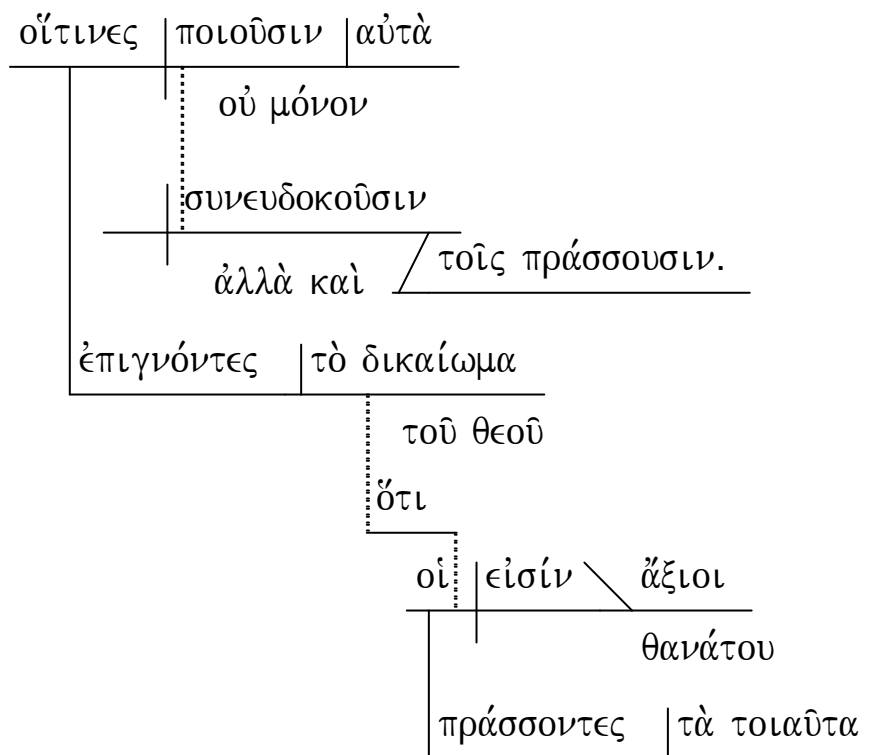 οἵτινες ποιοῦσιν αὐτὰ
οὐ μόνον
συνευδοκοῦσιν
τοῖς πράσσουσιν.
ἀλλὰ καὶ
ἐπιγνόντες τὸ δικαίωμα
τοῦ θεοῦ
ὅτι
οἱ εἰσίν ἄξιοι
θανάτου
πράσσοντες τὰ τοιαῦτα